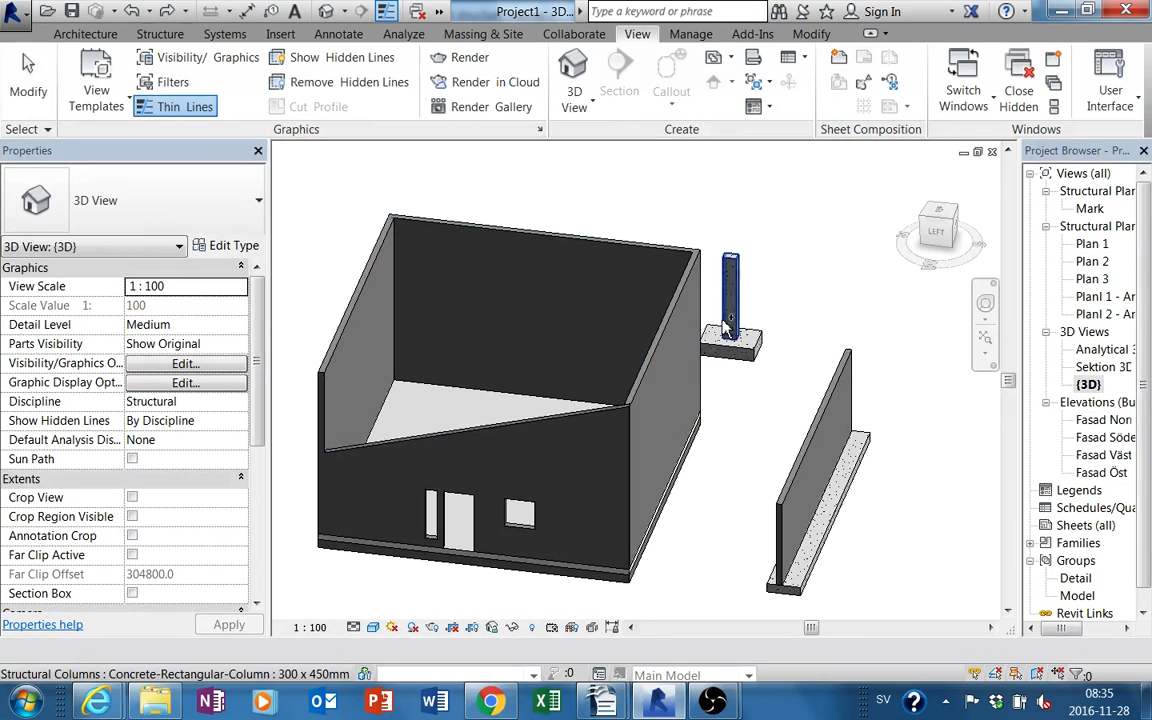 Project1 - 3D...
Type a keyword or phrase
Sign In
Architecture
Structure
Systems
Insert
Annotate
Analyze
Massing & Site
Collaborate
View
Manage
Add-Ins
Modify
Modify
View
Templates
Visibility/ Graphics
Filters
Thin Lines
Show Hidden Lines
Remove Hidden Lines
Cut Profile
Render
Render in Cloud
Render Gallery
3D
View
Section
Callout
Switch
Windows
Close
Hidden
User
Interface
Select
Graphics
Create
Sheet Composition
Windows
Properties
3D View
3D View: {3D}
Edit Type
Graphics
View Scale 1 : 100
Scale Value 1: 100
Detail Level Medium
Parts Visibility Show Original
Visibility/Graphics O... Edit...
Graphic Display Opt... Edit...
Discipline Structural
Show Hidden Lines By Discipline
Default Analysis Dis... None
Sun Path
Extents
Crop View
Crop Region Visible
Annotation Crop
Far Clip Active
Far Clip Offset 304800.0
Section Box
Properties help
Apply
LEFT
1 : 100
Project Browser - Pr...
Views (all)
Structural Plar
Mark
Structural Plar
Plan 1
Plan 2
Plan 3
Planl 1 - Ar
Planl 2 - Ar
3D Views
Analytical 3
Sektion 3D
{3D}
Elevations (Bu
Fasad Nor
Fasad Söde
Fasad Väst
Fasad Öst
Legends
Schedules/Qua
Sheets (all)
Families
Groups
Detail
Model
Revit Links
Structural Columns : Concrete-Rectangular-Column : 300 x 450mm
:0
Main Model
:0
SV
08:35
2016-11-28